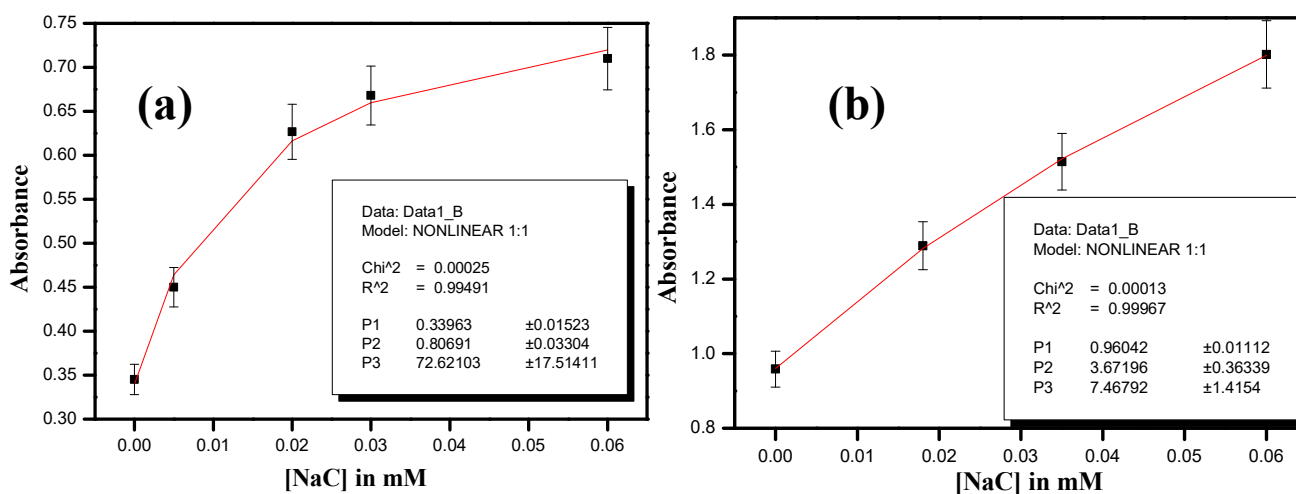 (a)
Absorbance
0.75
0.70
0.65
0.60
0.55
0.50
0.45
0.40
0.35
0.30
Data: Data1_B
Model: NONLINEAR 1:1
Chi^2 = 0.00025
R^2 = 0.99491
P1 0.33963 ±0.01523
P2 0.80691 ±0.03304
P3 72.62103 ±17.51411
0.00 0.01 0.02 0.03 0.04 0.05 0.06
[NaC] in mM
(b)
Absorbance
1.8
1.6
1.4
1.2
1.0
0.8
Data: Data1_B
Model: NONLINEAR 1:1
Chi^2 = 0.00013
R^2 = 0.99967
P1 0.96042 ±0.01112
P2 3.67196 ±0.36339
P3 7.46792 ±1.4154
0.00 0.01 0.02 0.03 0.04 0.05 0.06
[NaC] in mM